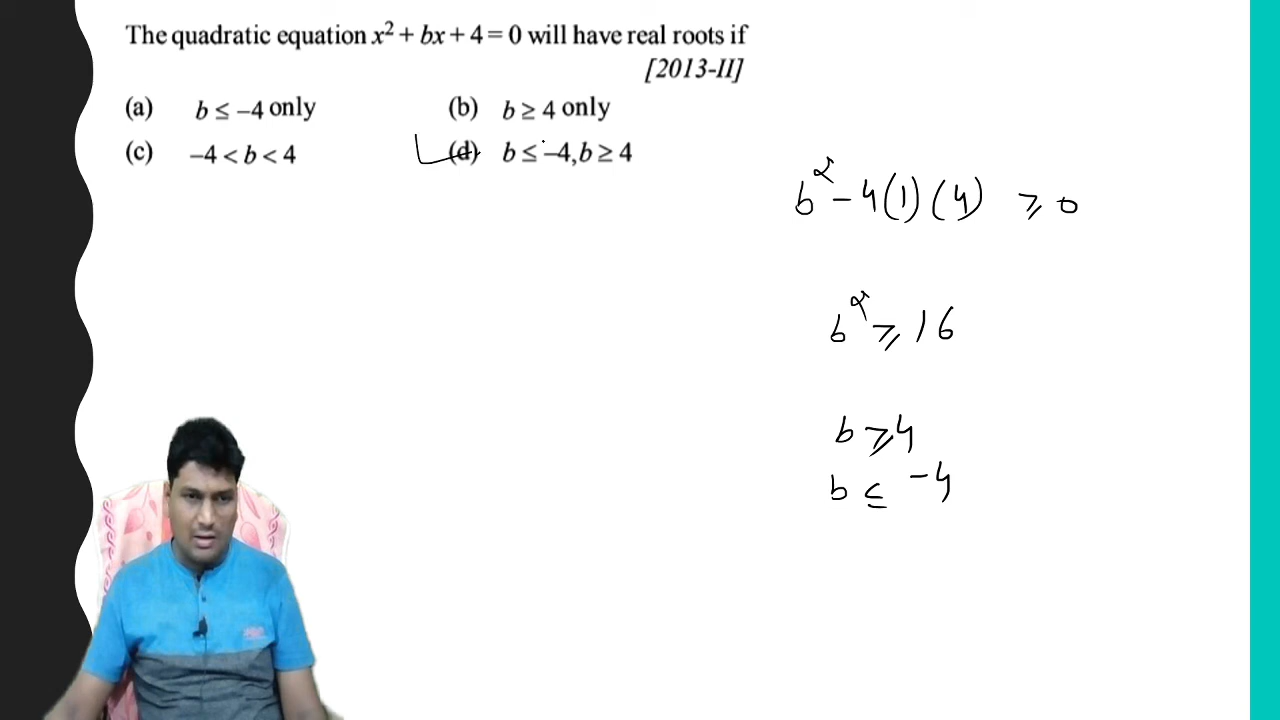 The quadratic equation x² + bx + 4 = 0 will have real roots if
[2013-II]
(a) b ≤ –4 only (b) b ≥ 4 only
(c) –4 < b < 4 (d) b ≤ –4, b ≥ 4
b² – 4(1)(4) ≥ 0
b² ≥ 16
b ≥ 4
b ≤ –4